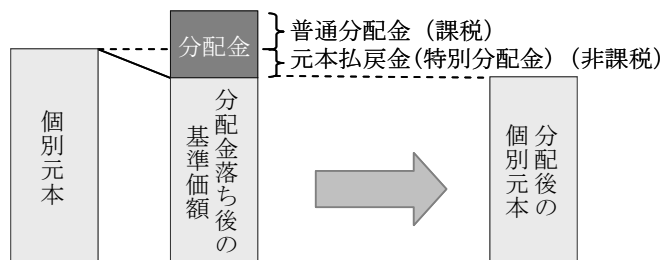 分配金
普通分配金（課税）
元本払戻金(特別分配金)（非課税）
個別元本
分配金落ち後の
基準価額
分配後の
個別元本